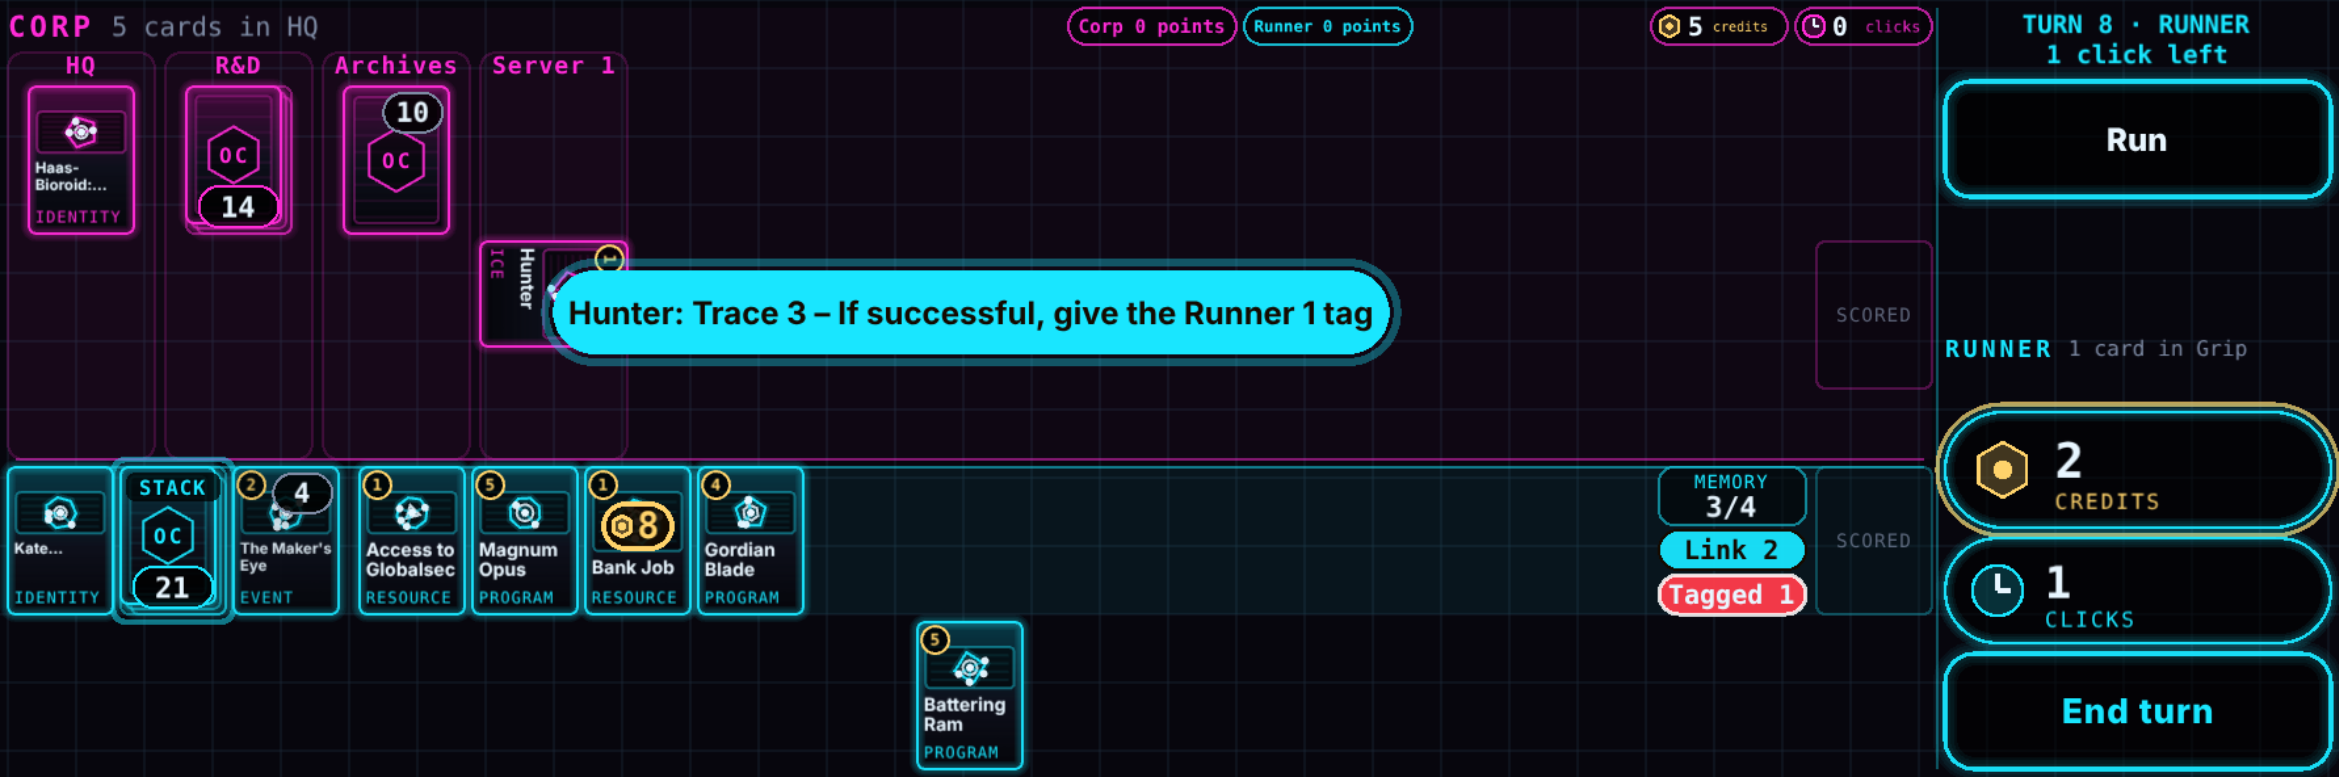 CORP 5 cards in HQ
Corp 0 points
Runner 0 points
5 credits
0 clicks
TURN 8 · RUNNER
1 click left
HQ
R&D
Archives
Server 1
Run
Haas-
Bioroid:...
IDENTITY
OC
14
10
OC
ICE
Hunter
1
Hunter: Trace 3 – If successful, give the Runner 1 tag
SCORED
RUNNER 1 card in Grip
2
CREDITS
1
CLICKS
End turn
Kate...
IDENTITY
STACK
OC
21
2
4
The Maker's
Eye
EVENT
1
Access to
Globalsec
RESOURCE
5
Magnum
Opus
PROGRAM
1
8
Bank Job
RESOURCE
4
Gordian
Blade
PROGRAM
MEMORY
3/4
Link 2
Tagged 1
SCORED
5
Battering
Ram
PROGRAM